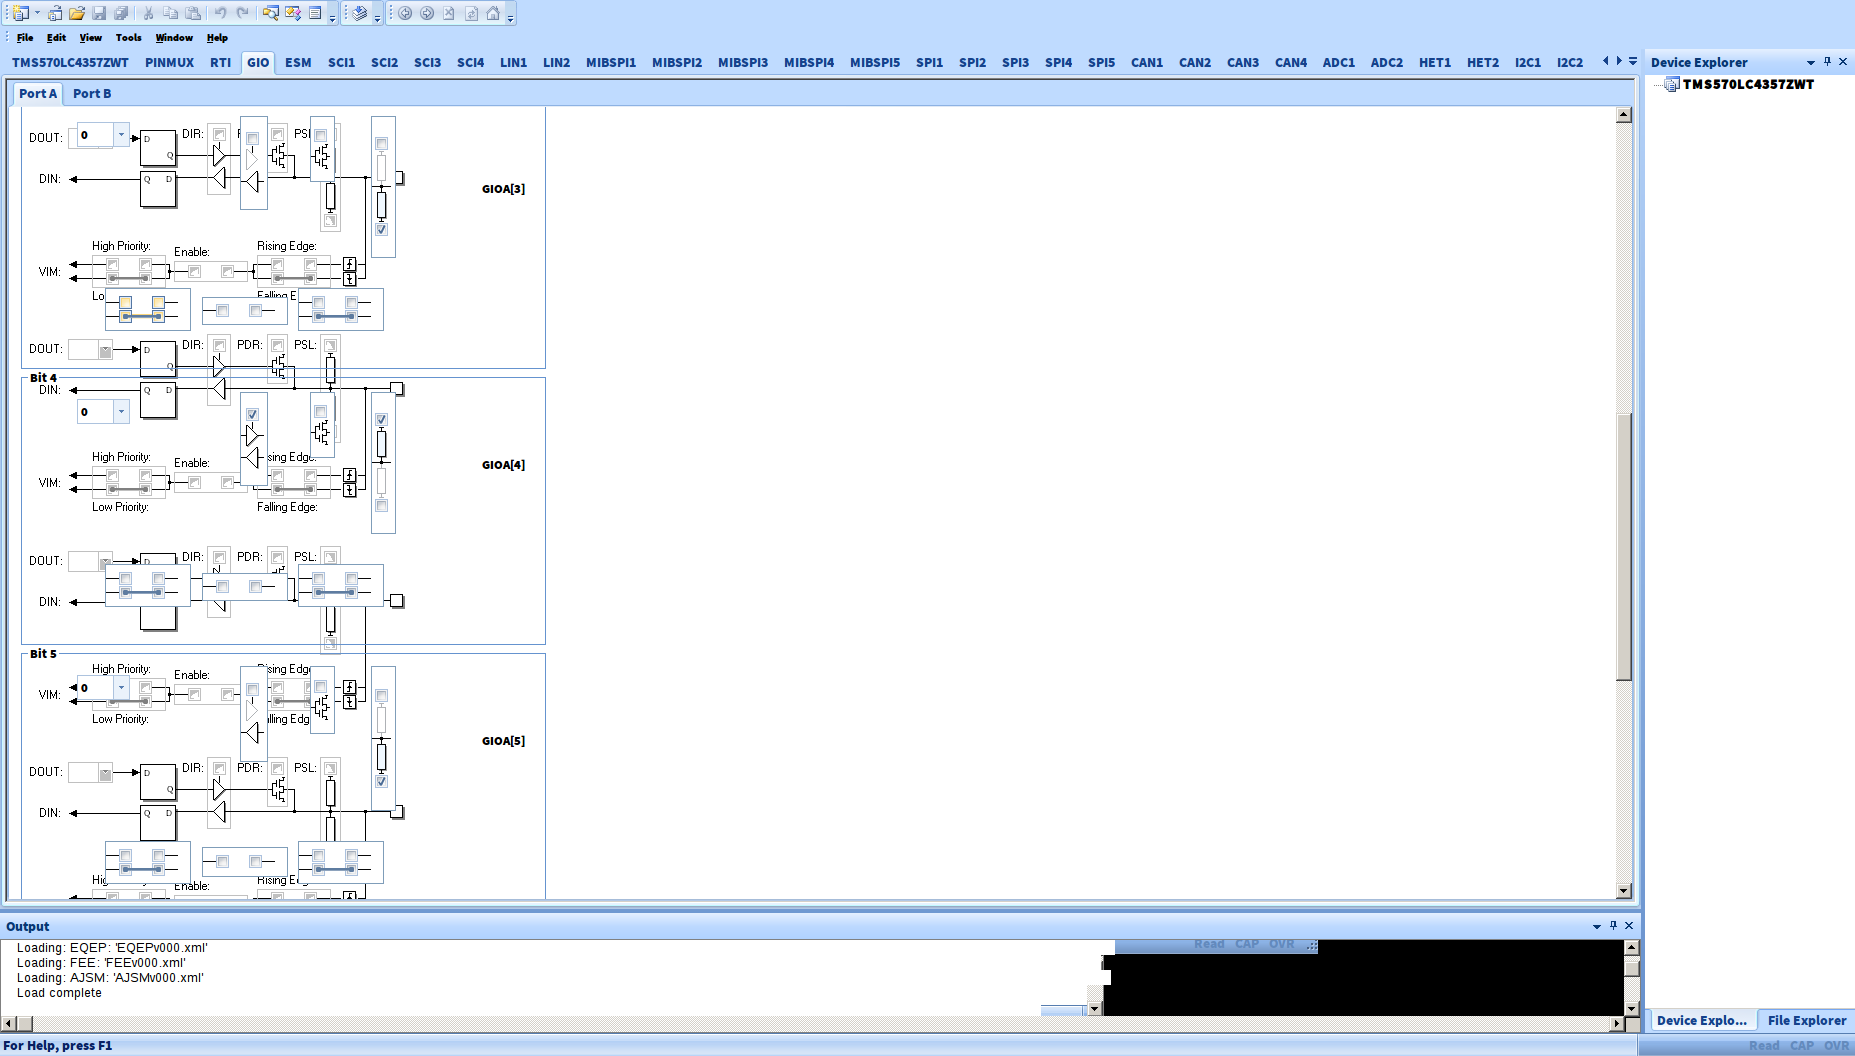 File Edit View Tools Window Help
TMS570LC4357ZWT PINMUX RTI GIO ESM SCI1 SCI2 SCI3 SCI4 LIN1 LIN2 MIBSPI1 MIBSPI2 MIBSPI3 MIBSPI4 MIBSPI5 SPI1 SPI2 SPI3 SPI4 SPI5 CAN1 CAN2 CAN3 CAN4 ADC1 ADC2 HET1 HET2 I2C1 I2C2
Device Explorer
TMS570LC4357ZWT
Port A Port B
DOUT: 0 D Q DIR: PSL
DIN: Q D
GIOA[3]
High Priority: Enable: Rising Edge:
VIM:
Lo Falling E
DOUT: D Q DIR: PDR: PSL:
Bit 4
DIN: Q D
0
High Priority: Enable: sing Edge:
GIOA[4]
VIM:
Low Priority: Falling Edge:
DOUT: D DIR: PDR: PSL:
DIN:
Bit 5
High Priority: Enable: Rising Edg
VIM: 0
Low Priority: lling Edg
GIOA[5]
DOUT: D Q DIR: PDR: PSL:
DIN: Q D
Hig Enable: Rising E
Output
Loading: EQEP: 'EQEPv000.xml'
Loading: FEE: 'FEEv000.xml'
Loading: AJSM: 'AJSMv000.xml'
Load complete
Read CAP OVR
Device Explo... File Explorer
For Help, press F1
Read CAP OVR